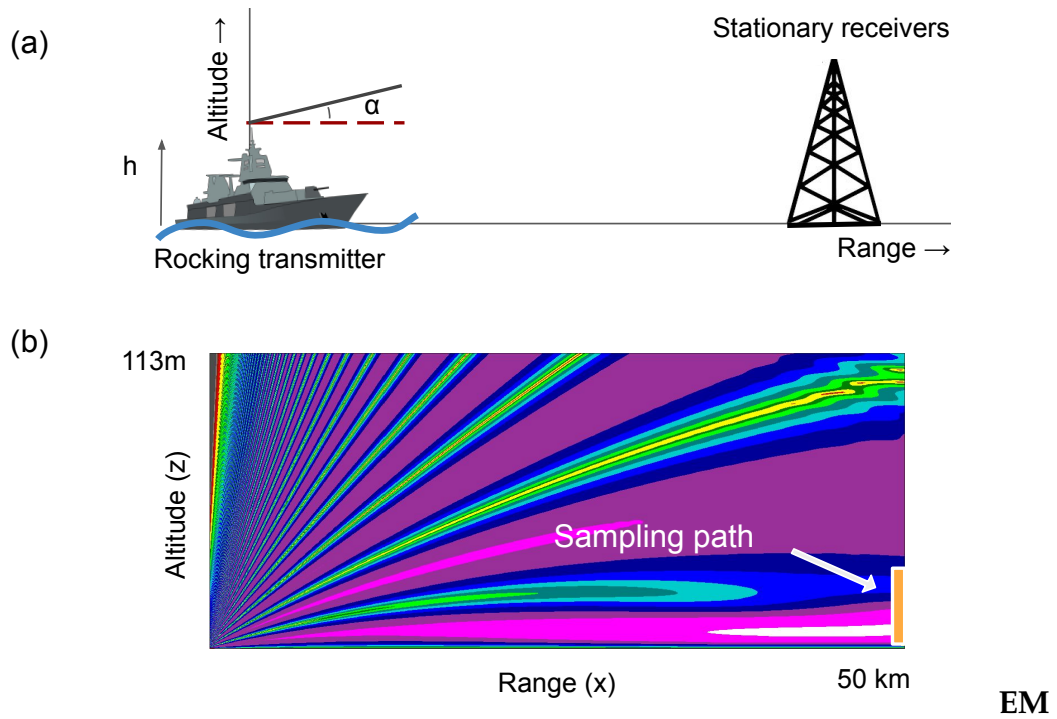 (a)
Stationary receivers
Altitude →
α
h
Rocking transmitter
Range →
(b)
113m
Altitude (z)
Sampling path
Range (x)
50 km
EM